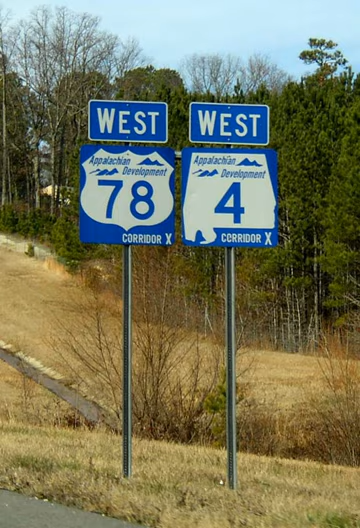 WEST
Appalachian
Development
78
CORRIDOR X
WEST
Appalachian
Development
4
CORRIDOR X